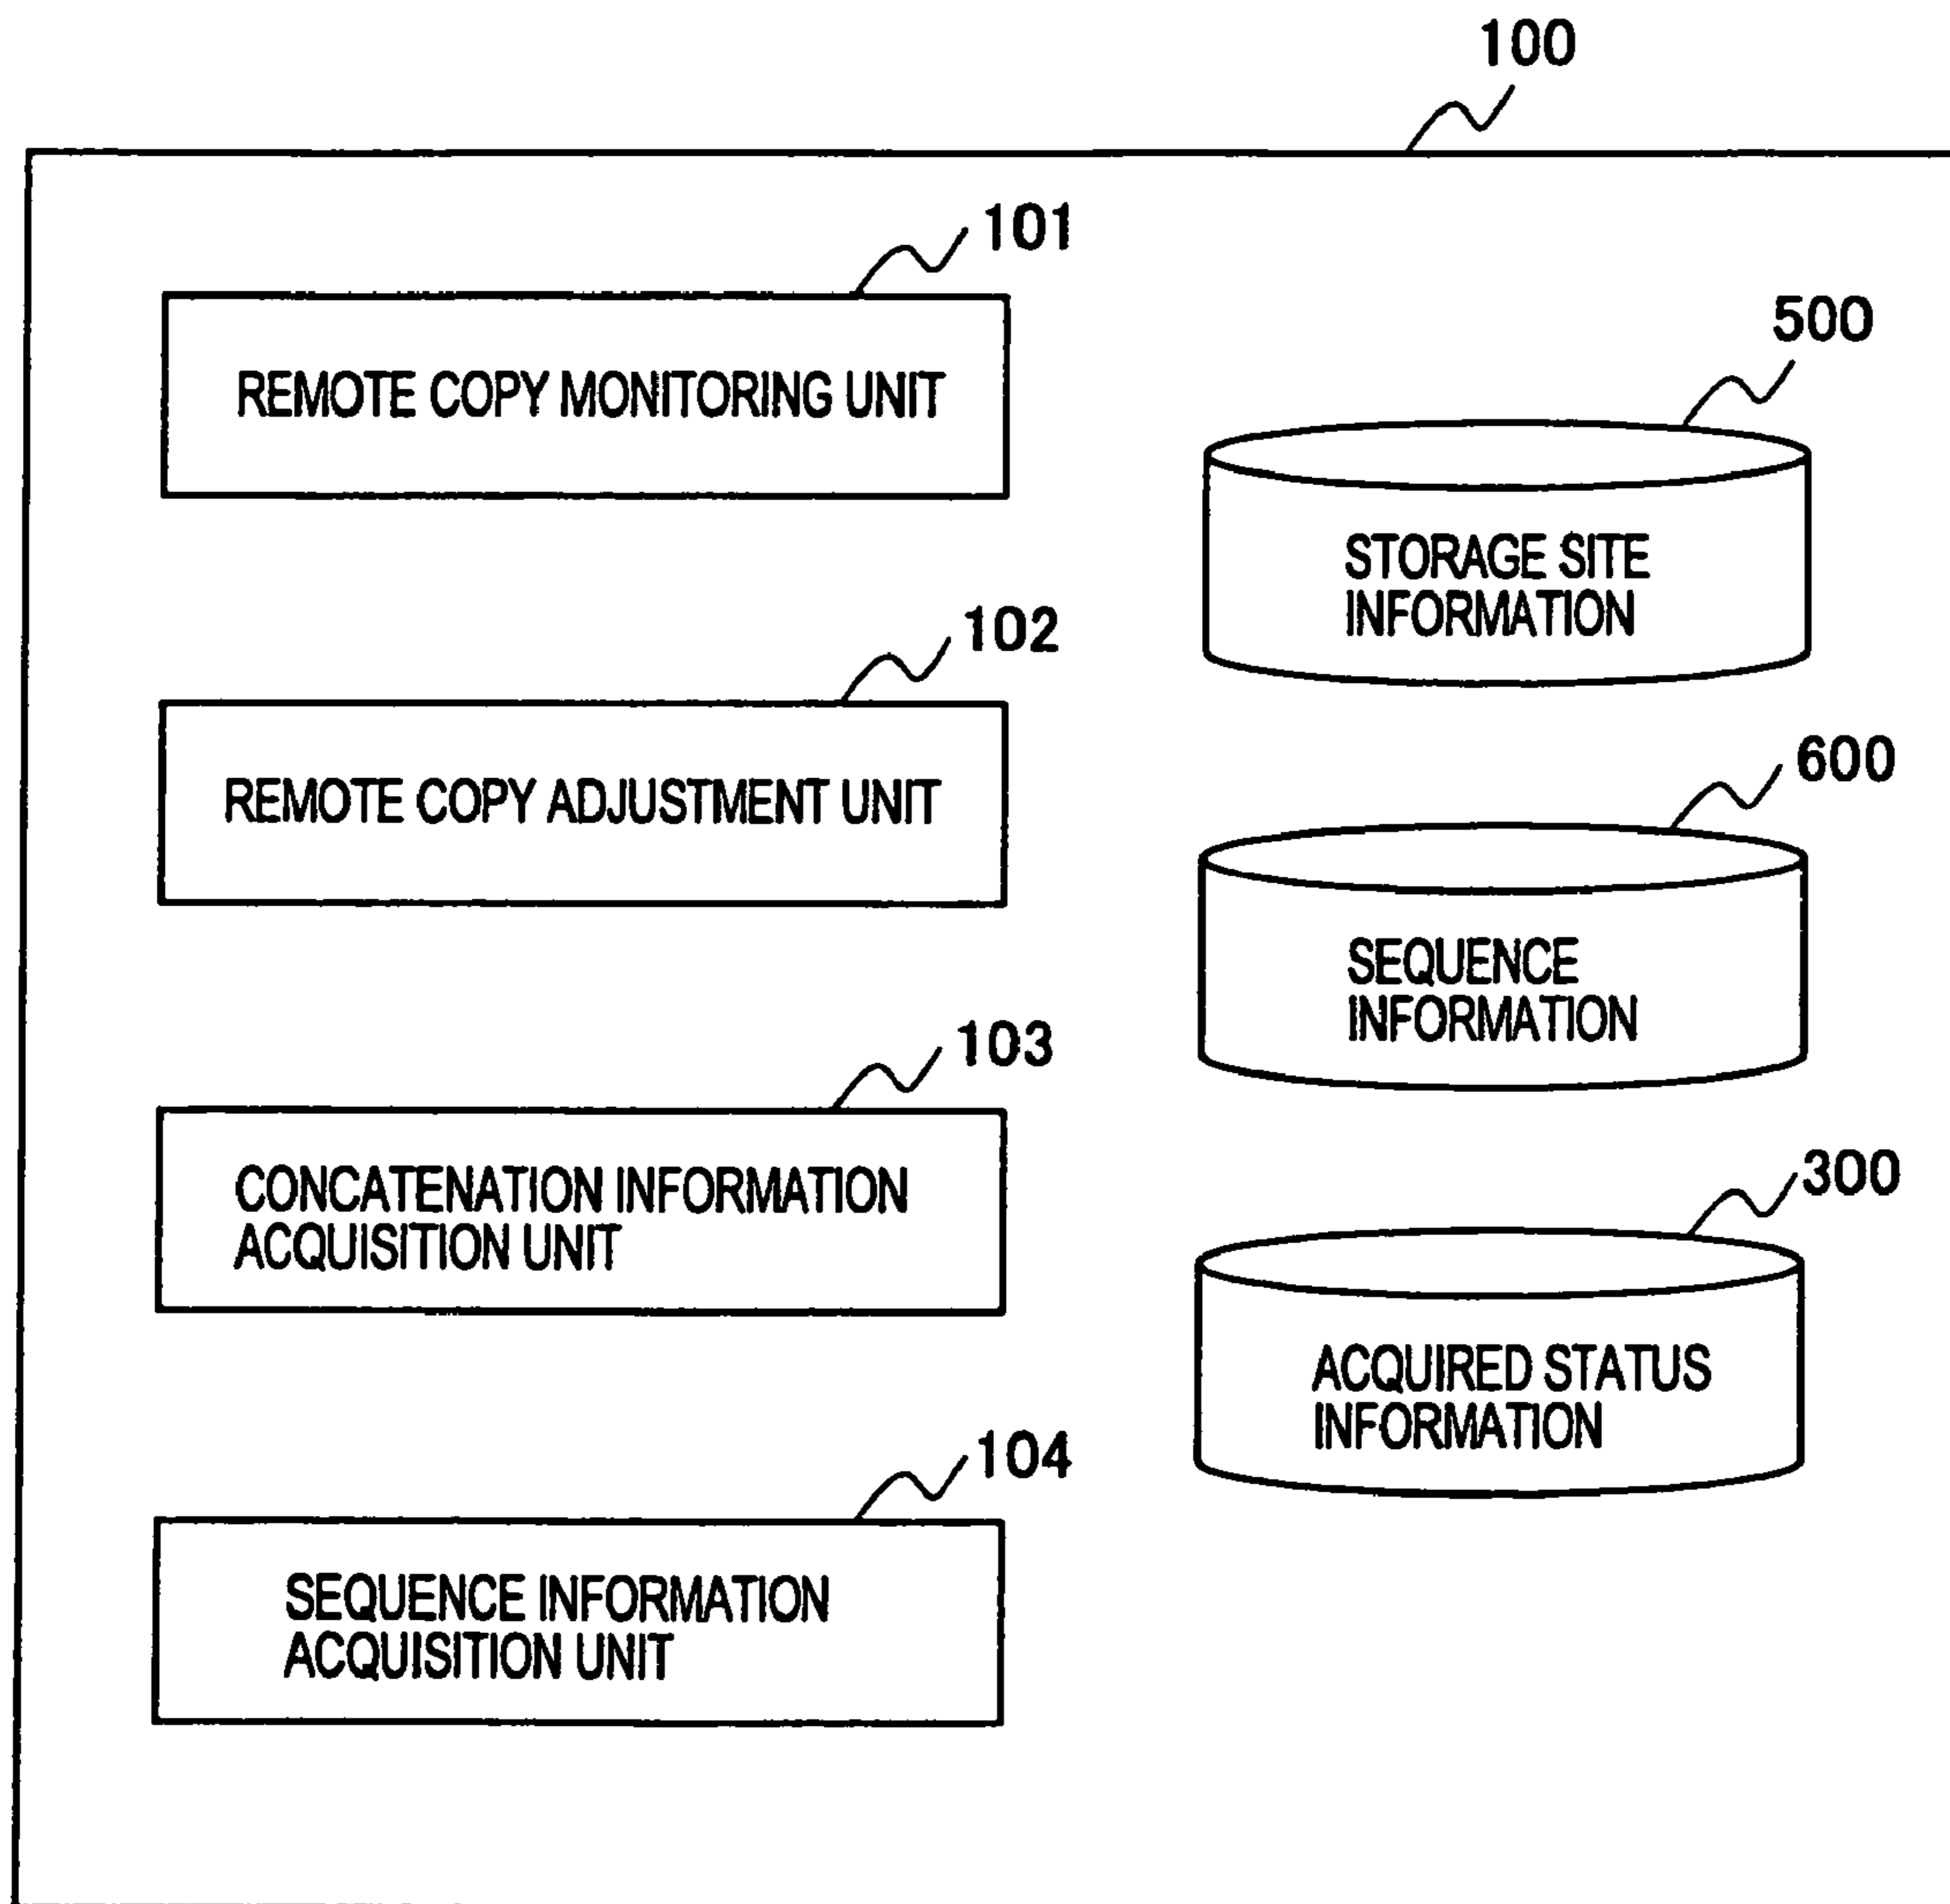 100
101
REMOTE COPY MONITORING UNIT
102
REMOTE COPY ADJUSTMENT UNIT
103
CONCATENATION INFORMATION
ACQUISITION UNIT
104
SEQUENCE INFORMATION
ACQUISITION UNIT
500
STORAGE SITE
INFORMATION
600
SEQUENCE
INFORMATION
300
ACQUIRED STATUS
INFORMATION